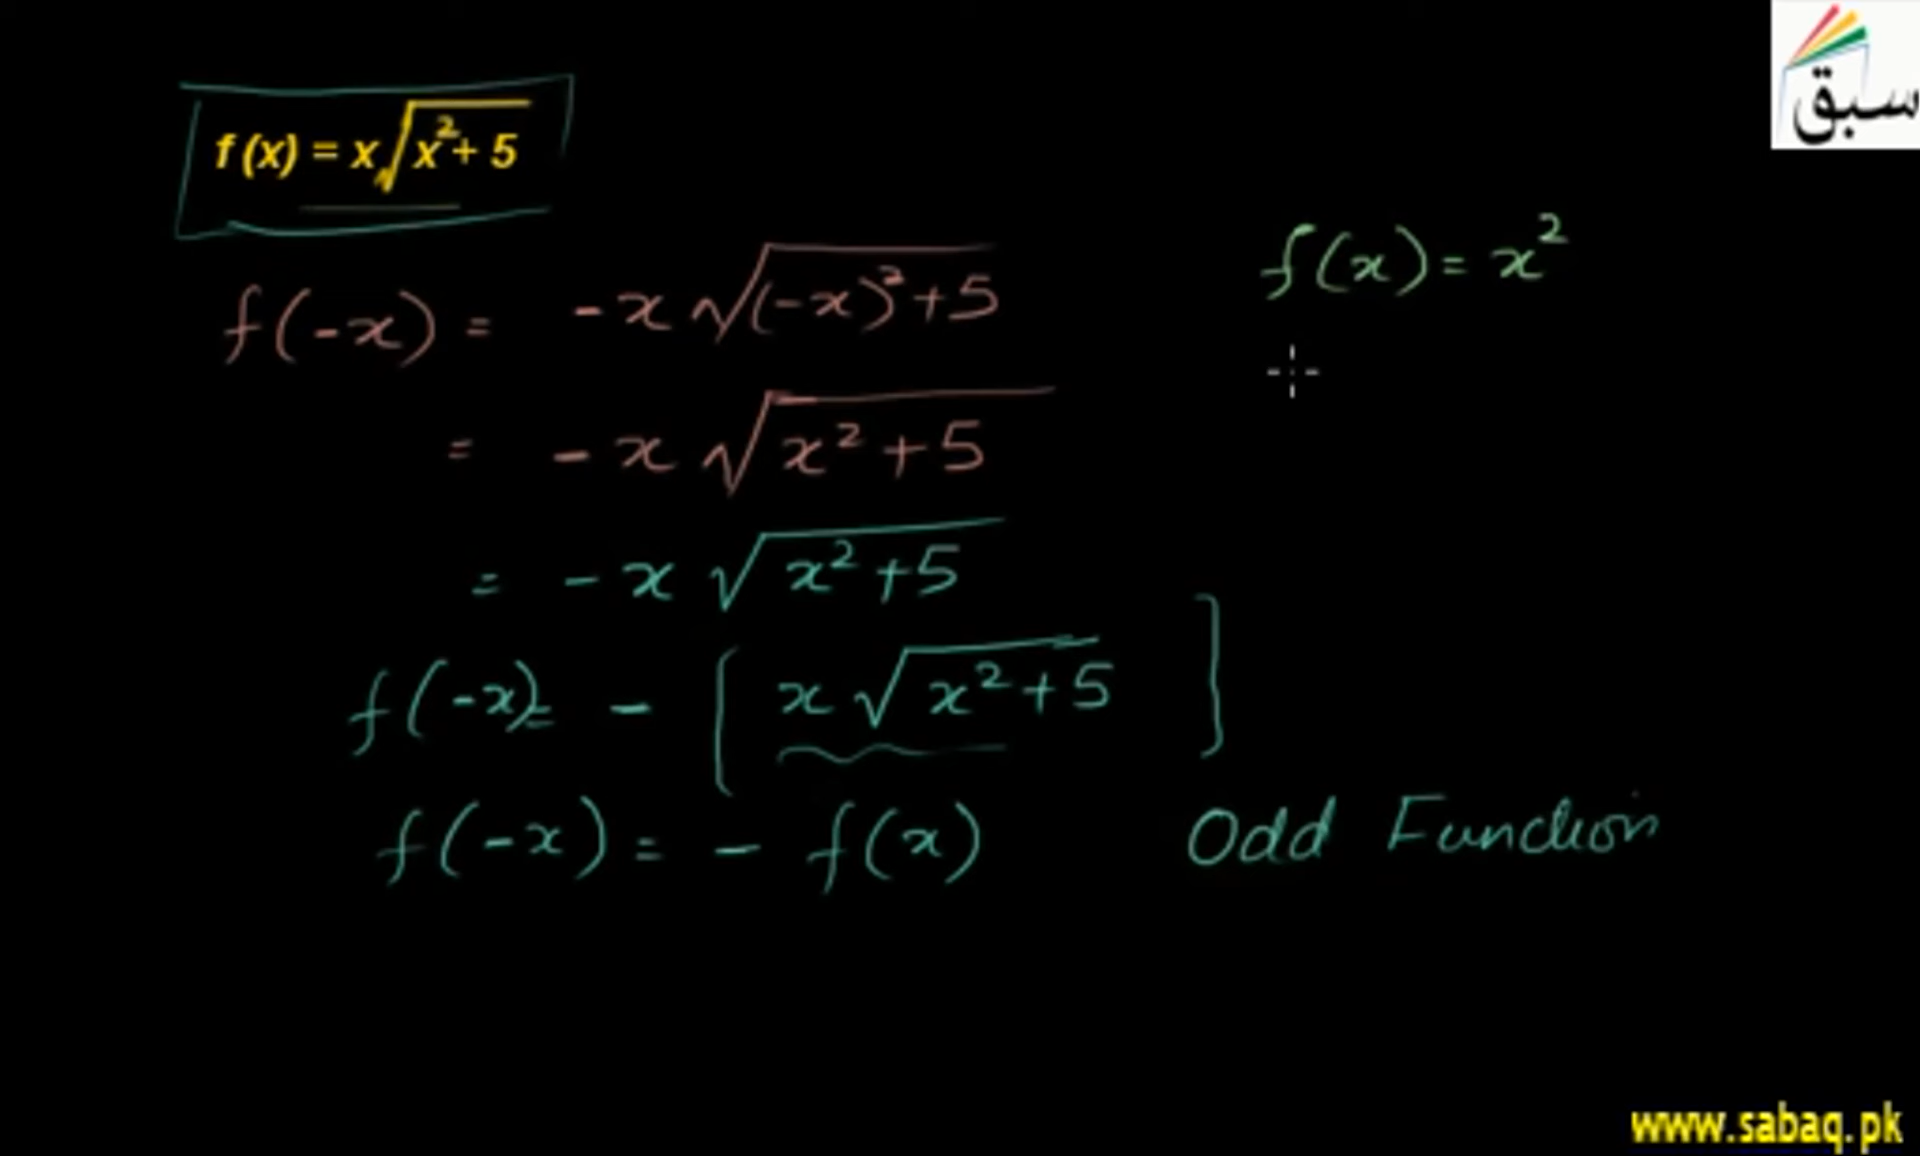 سبق
f (x) = x√x²+ 5
f(x) = x²
f(-x) = -x√(-x)²+5
= -x√x²+5
= -x√x²+5
f(-x)= - [x√x²+5]
f(-x) = - f(x) Odd Function
www.sabaq.pk